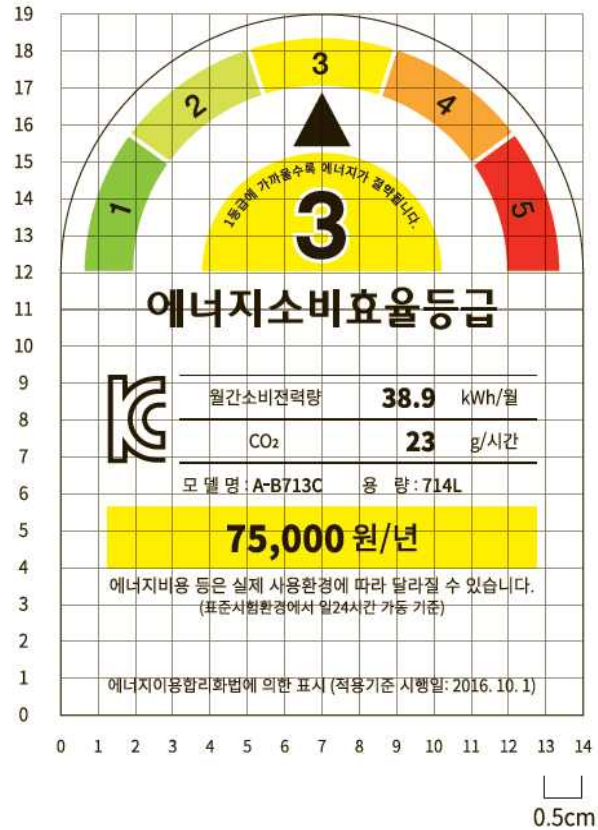 19
18
17
16
15
14
13
12
11
10
9
8
7
6
5
4
3
2
1
0
1
2
3
4
5
1등급에 가까울수록 에너지가 절약됩니다.
3
에너지소비효율등급
KC
월간소비전력량 38.9 kWh/월
CO₂ 23 g/시간
모 델 명 : A-B713C 용 량 : 714L
75,000 원/년
에너지비용 등은 실제 사용환경에 따라 달라질 수 있습니다.
(표준시험환경에서 일24시간 가동 기준)
에너지이용합리화법에 의한 표시 (적용기준 시행일: 2016. 10. 1)
0 1 2 3 4 5 6 7 8 9 10 11 12 13 14
0.5cm